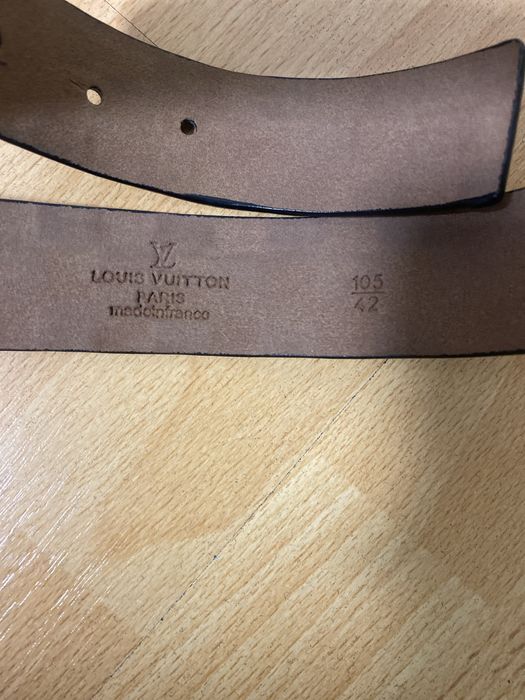 LV
LOUIS VUITTON
PARIS
madeinfrance
105
42